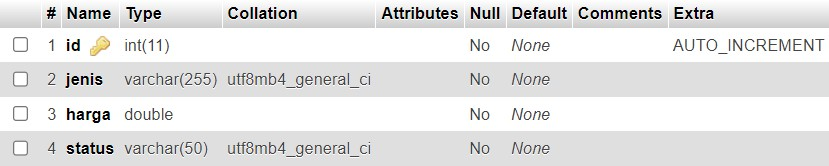 # Name Type Collation Attributes Null Default Comments Extra
1 id int(11) No None AUTO_INCREMENT
2 jenis varchar(255) utf8mb4_general_ci No None
3 harga double No None
4 status varchar(50) utf8mb4_general_ci No None